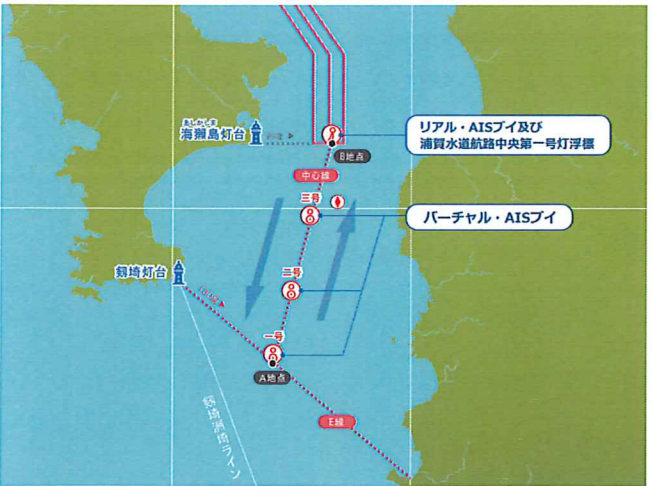 あしかしま
海獺島灯台
リアル・AISブイ及び
浦賀水道航路中央第一号灯浮標
B地点
中心線
三号
バーチャル・AISブイ
剱埼灯台
二号
一号
A地点
E線
剱埼洲埼ライン